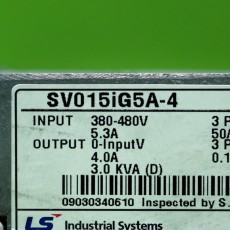 SV015iG5A-4
INPUT 380-480V 3 P
5.3A 50
OUTPUT 0-InputV 3 P
4.0A 0.1
3.0 KVA (D)
09030340610 Inspected by S.
LS Industrial Systems